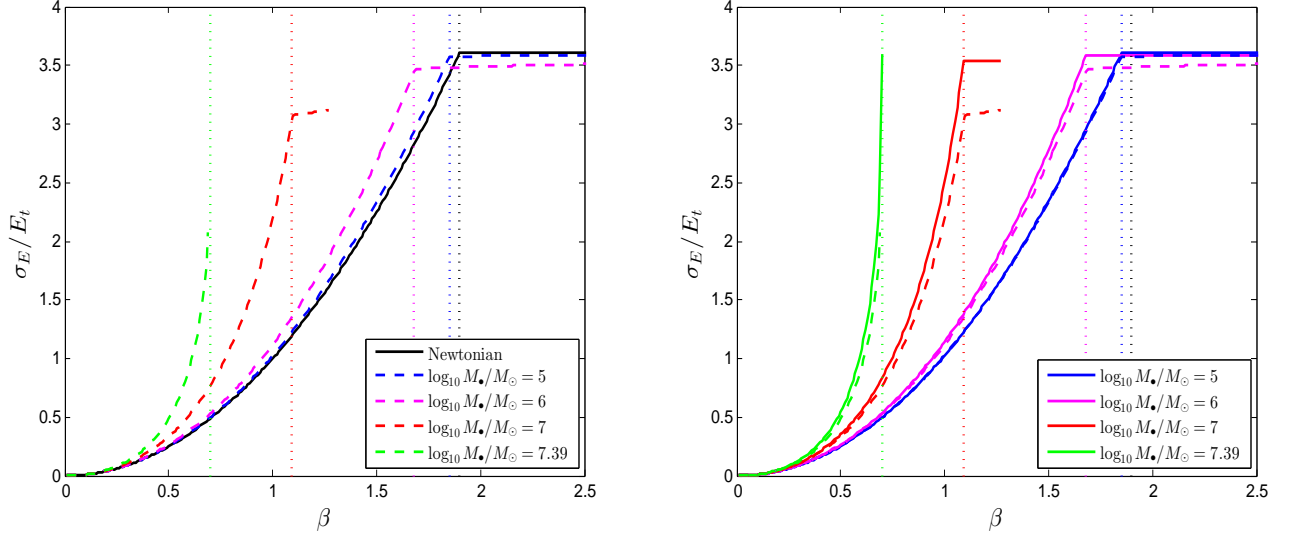 4
3.5
3
2.5
2
1.5
1
0.5
0
σ_E/E_t
0 0.5 1 1.5 2 2.5
β
Newtonian
log₁₀ M•/M⊙ = 5
log₁₀ M•/M⊙ = 6
log₁₀ M•/M⊙ = 7
log₁₀ M•/M⊙ = 7.39
4
3.5
3
2.5
2
1.5
1
0.5
0
σ_E/E_t
0 0.5 1 1.5 2 2.5
β
log₁₀ M•/M⊙ = 5
log₁₀ M•/M⊙ = 6
log₁₀ M•/M⊙ = 7
log₁₀ M•/M⊙ = 7.39